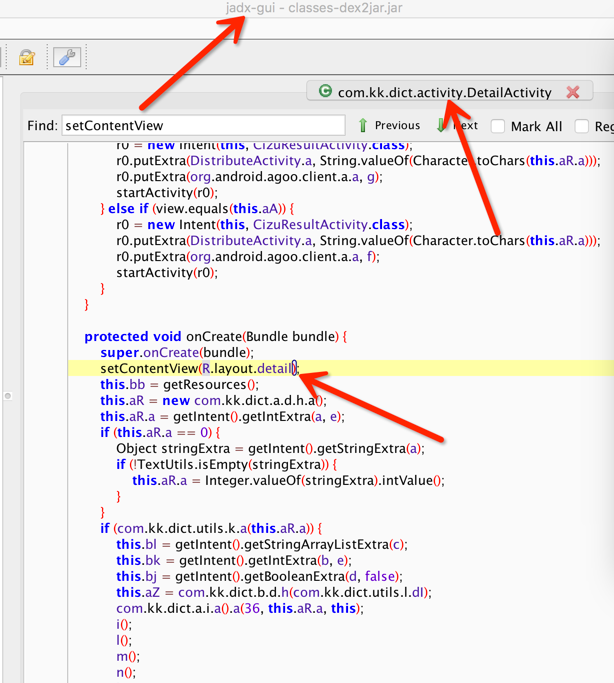 jadx-gui - classes-dex2jar.jar
com.kk.dict.activity.DetailActivity
Find: setContentView Previous Next Mark All Reg
r0 = new Intent(this, CizuResultActivity.class);
r0.putExtra(DistributeActivity.a, String.valueOf(Character.toChars(this.aR.a)));
r0.putExtra(org.android.agoo.client.a.a, g);
startActivity(r0);
} else if (view.equals(this.aA)) {
r0 = new Intent(this, CizuResultActivity.class);
r0.putExtra(DistributeActivity.a, String.valueOf(Character.toChars(this.aR.a)));
r0.putExtra(org.android.agoo.client.a.a, f);
startActivity(r0);
}
}
protected void onCreate(Bundle bundle) {
super.onCreate(bundle);
setContentView(R.layout.detail);
this.bb = getResources();
this.aR = new com.kk.dict.a.d.h.a();
this.aR.a = getIntent().getIntExtra(a, e);
if (this.aR.a == 0) {
Object stringExtra = getIntent().getStringExtra(a);
if (!TextUtils.isEmpty(stringExtra)) {
this.aR.a = Integer.valueOf(stringExtra).intValue();
}
}
if (com.kk.dict.utils.k.a(this.aR.a)) {
this.bl = getIntent().getStringArrayListExtra(c);
this.bk = getIntent().getIntExtra(b, e);
this.bj = getIntent().getBooleanExtra(d, false);
this.aZ = com.kk.dict.b.d.h(com.kk.dict.utils.l.dl);
com.kk.dict.a.i.a().a(36, this.aR.a, this);
i();
l();
m();
n();